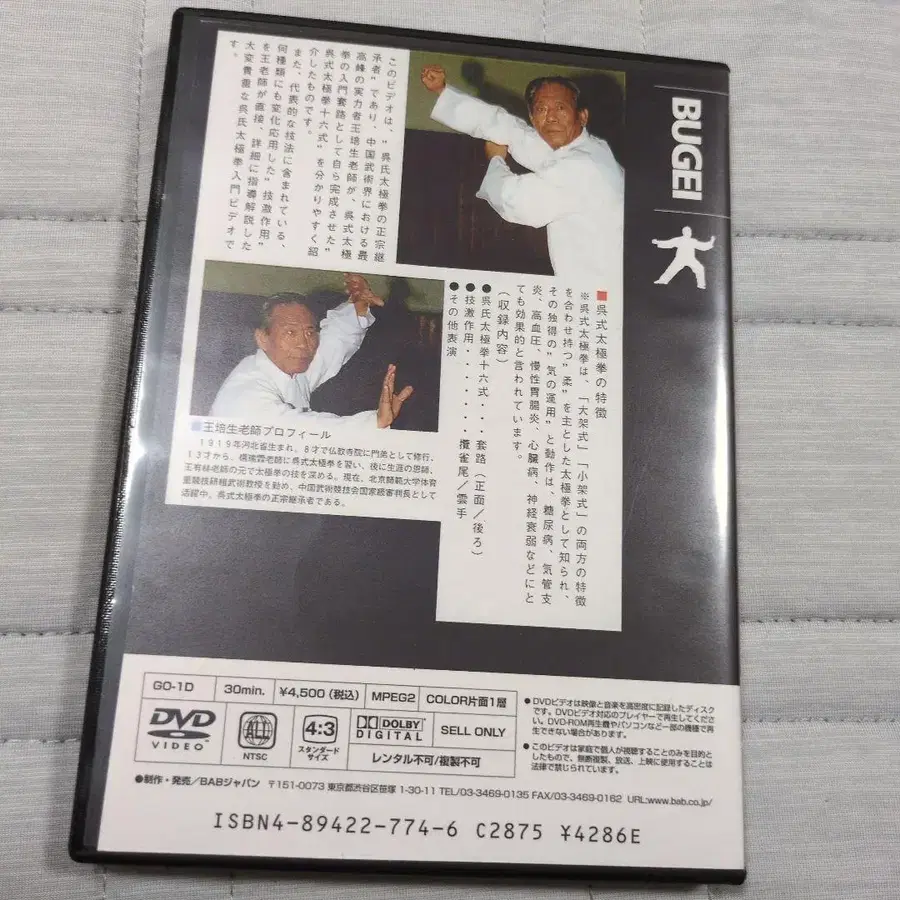 BUGEI
このビデオは、"呉氏太極拳の正宗継
承者"であり、中国武術界における最
高峰の実力者王培生老師が、呉式太極
拳の入門套路として自ら完成させた"
呉式太極拳十六式"を分かりやすく紹
介したものです。
また、代表的な技法に含まれている、
何種類にも変化応用した"技激作用"
を王老師が直接、詳細に指導解説した
大変貴重な呉氏太極拳入門ビデオで
す。
■呉式太極拳の特徴
※呉式太極拳は、「大架式」「小架式」の両方の特徴
を合わせ持つ"柔"を主とした太極拳として知られ、
その独得の"気の運用"と動作は、糖尿病、気管支
炎、高血圧、慢性胃腸炎、心臓病、神経衰弱などにと
ても効果的と言われています。
(収録内容)
●呉氏太極拳十六式・・・套路(正面/後ろ)
●技激作用・・・・・・・攬雀尾/雲手
●その他表演
■王培生老師プロフィール
1919年河北省生まれ。8才で仏教寺院に門弟として修行。
13才から、楊瑞霖老師に呉式太極拳を習い、後に生涯の恩師、
王有林老師の元で太極拳の技を深める。現在、北京師範大学体育
重競技研組武術教授を勤め、中国武術競技会国家級審判長として
活躍中。呉式太極拳の正宗継承者である。
GO-1D 30min. ¥4,500(税込) MPEG2 COLOR片面1層
DVD VIDEO ALL NTSC 4:3 スタンダードサイズ DOLBY DIGITAL SELL ONLY
レンタル不可/複製不可
●DVDビデオは映像と音楽を高密度に記録したディスク
です。DVDビデオ対応のプレイヤーで再生してくださ
い。DVD-ROM再生機やパソコンなど一部の機種で再
生できない場合があります。
●このビデオは家庭で個人が視聴することのみを目的と
したもので、無断複製、放送、上映に使用することは
法律で禁じられています。
●制作・発売/BABジャパン 〒151-0073 東京都渋谷区笹塚 1-30-11 TEL/03-3469-0135 FAX/03-3469-0162 URL:www.bab.co.jp/
ISBN4-89422-774-6 C2875 ¥4286E